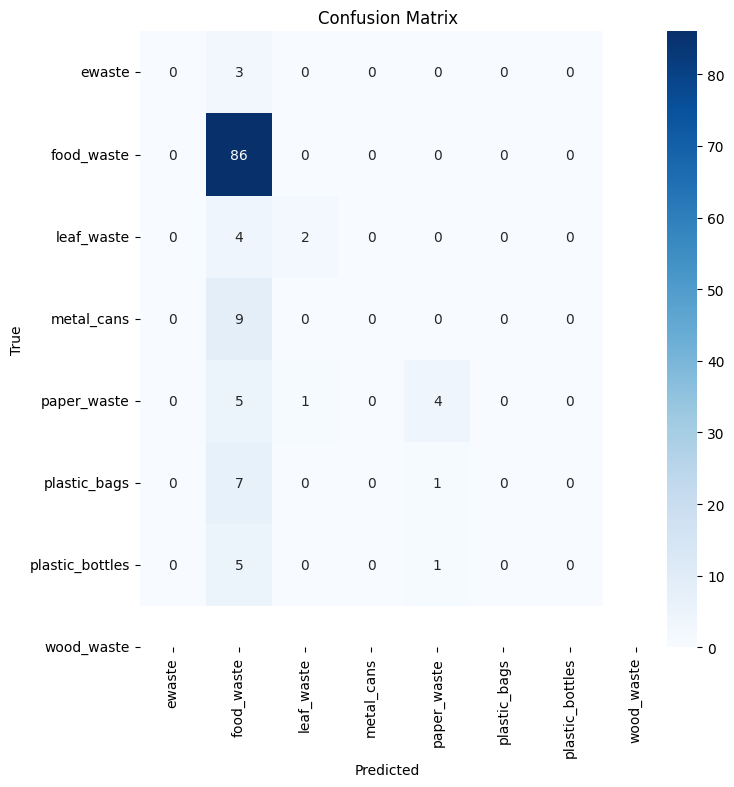 Confusion Matrix
True
ewaste 0 3 0 0 0 0 0
food_waste 0 86 0 0 0 0 0
leaf_waste 0 4 2 0 0 0 0
metal_cans 0 9 0 0 0 0 0
paper_waste 0 5 1 0 4 0 0
plastic_bags 0 7 0 0 1 0 0
plastic_bottles 0 5 0 0 1 0 0
wood_waste
ewaste food_waste leaf_waste metal_cans paper_waste plastic_bags plastic_bottles wood_waste
Predicted
80
70
60
50
40
30
20
10
0